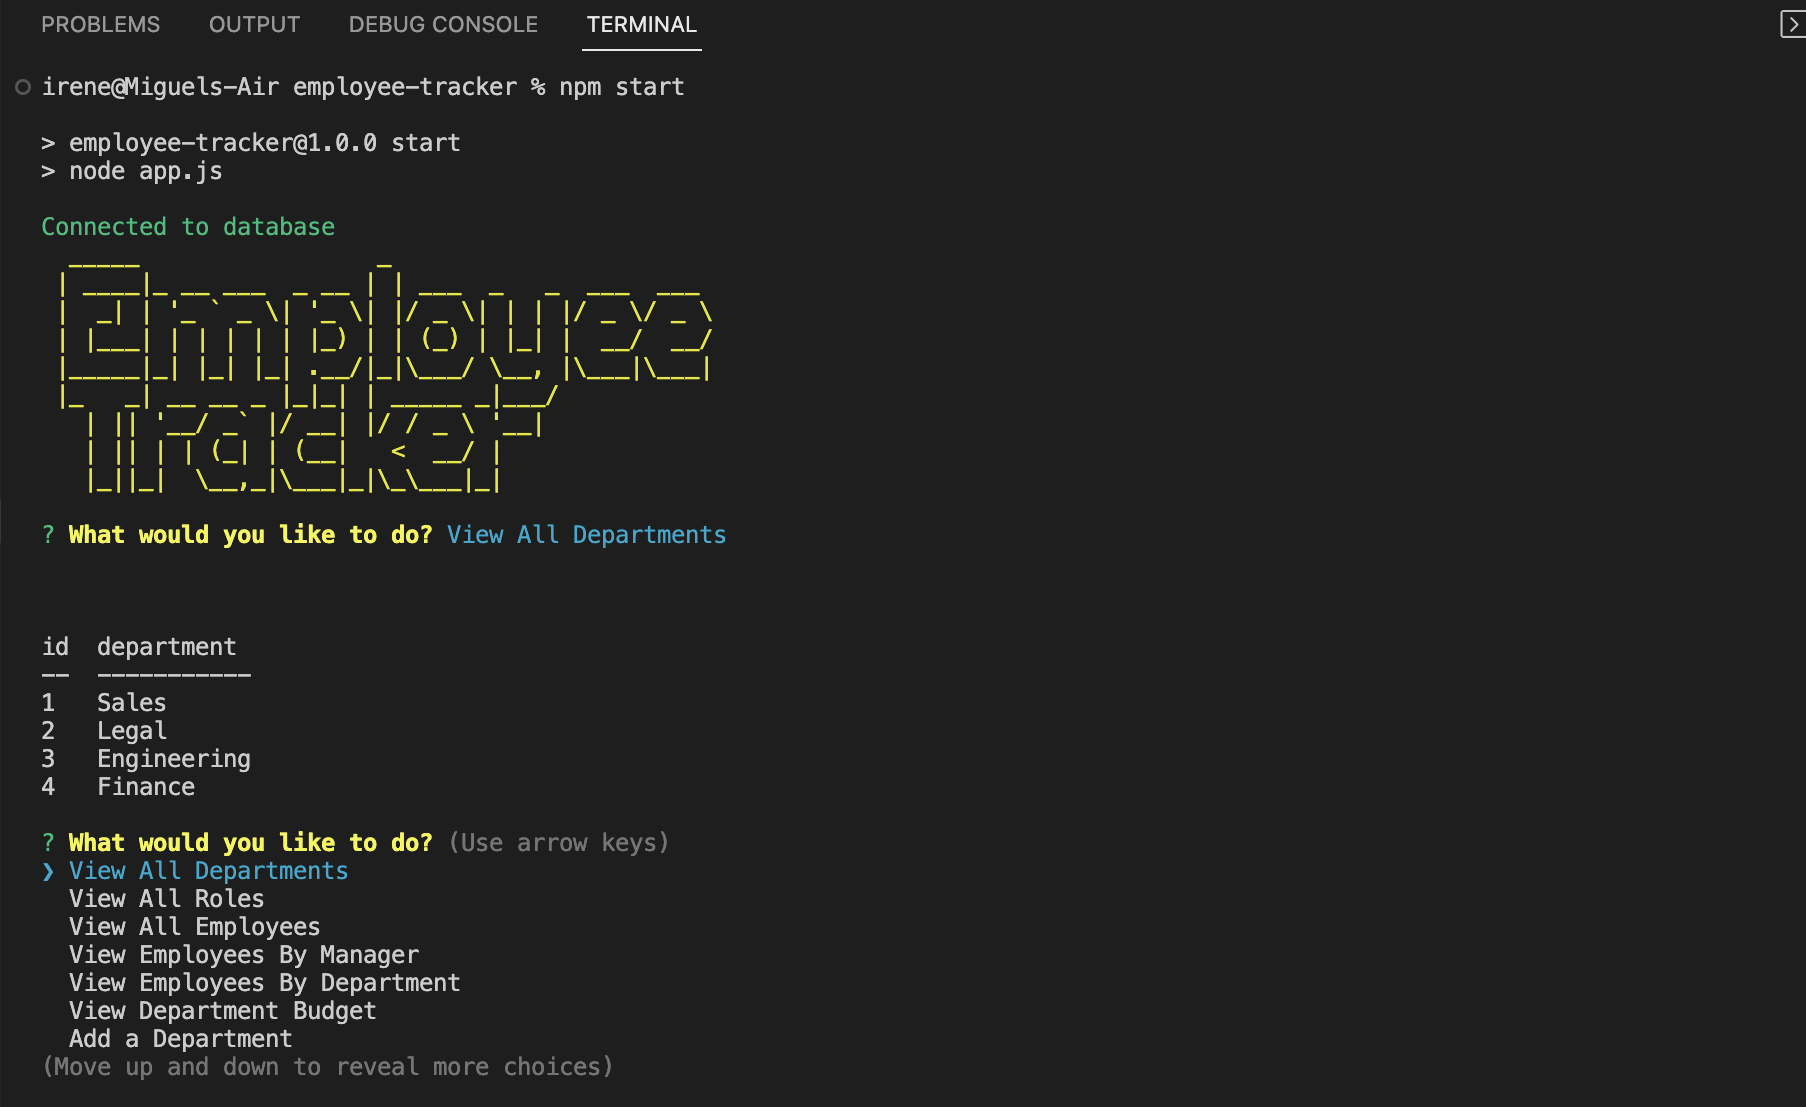 PROBLEMS OUTPUT DEBUG CONSOLE TERMINAL
irene@Miguels-Air employee-tracker % npm start
> employee-tracker@1.0.0 start
> node app.js
Connected to database
Employee
Tracker
? What would you like to do? View All Departments
id  department
--  -----------
1   Sales
2   Legal
3   Engineering
4   Finance
? What would you like to do? (Use arrow keys)
❯ View All Departments
  View All Roles
  View All Employees
  View Employees By Manager
  View Employees By Department
  View Department Budget
  Add a Department
(Move up and down to reveal more choices)